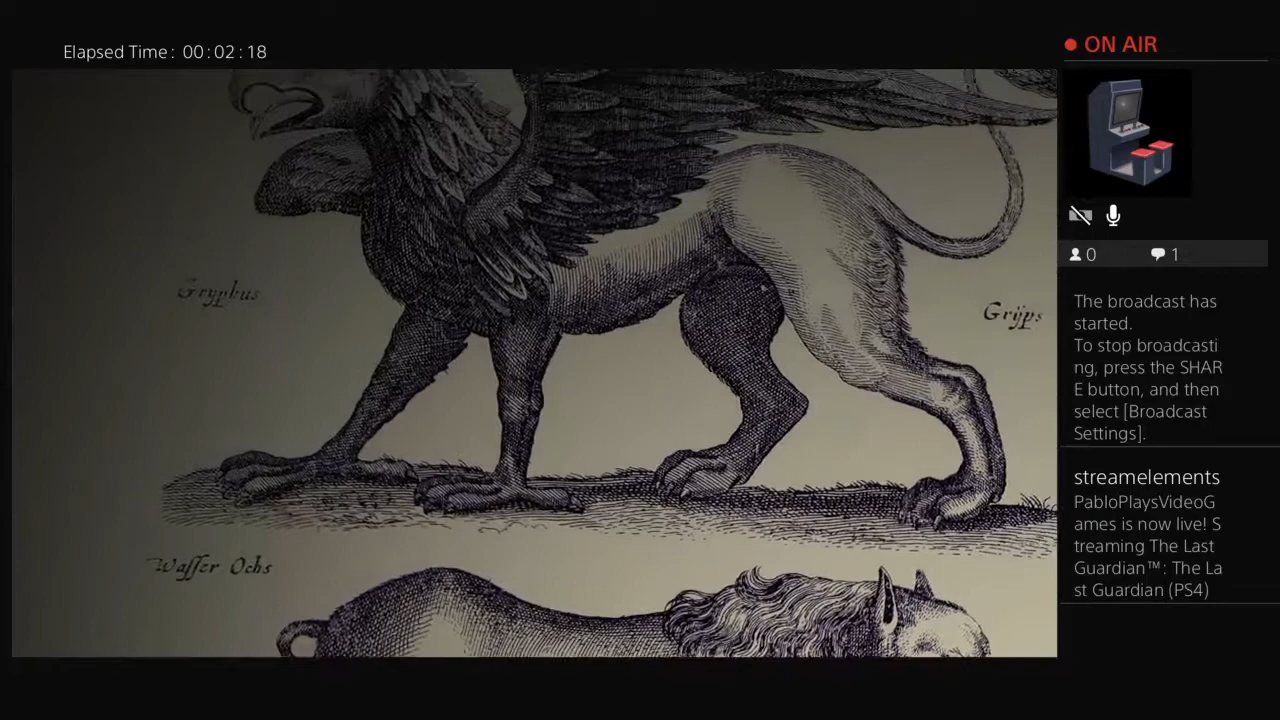 Elapsed Time: 00:02:18
ON AIR
0
1
The broadcast has
started.
To stop broadcasti
ng, press the SHAR
E button, and then
select [Broadcast
Settings].
streamelements
PabloPlaysVideoG
ames is now live! S
treaming The Last
Guardian™: The La
st Guardian (PS4)
Gryphus
Grÿps
Waſſer Ochs